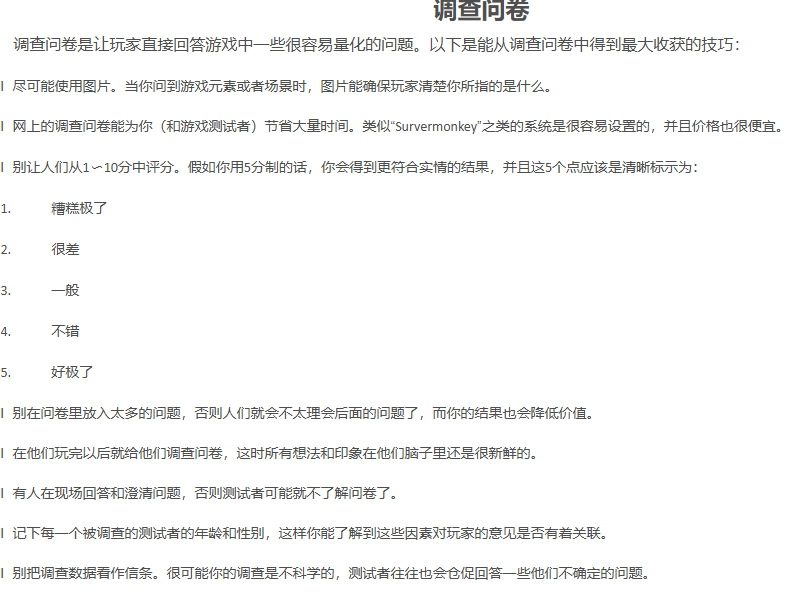 调查问卷
调查问卷是让玩家直接回答游戏中一些很容易量化的问题。以下是能从调查问卷中得到最大收获的技巧：
l 尽可能使用图片。当你问到游戏元素或者场景时，图片能确保玩家清楚你所指的是什么。
l 网上的调查问卷能为你（和游戏测试者）节省大量时间。类似“Survermonkey”之类的系统是很容易设置的，并且价格也很便宜。
l 别让人们从1～10分中评分。假如你用5分制的话，你会得到更符合实情的结果，并且这5个点应该是清晰标示为：
1. 糟糕极了
2. 很差
3. 一般
4. 不错
5. 好极了
l 别在问卷里放入太多的问题，否则人们就会不太理会后面的问题了，而你的结果也会降低价值。
l 在他们玩完以后就给他们调查问卷，这时所有想法和印象在他们脑子里还是很新鲜的。
l 有人在现场回答和澄清问题，否则测试者可能就不了解问卷了。
l 记下每一个被调查的测试者的年龄和性别，这样你能了解到这些因素对玩家的意见是否有着关联。
l 别把调查数据看作信条。很可能你的调查是不科学的，测试者往往也会仓促回答一些他们不确定的问题。